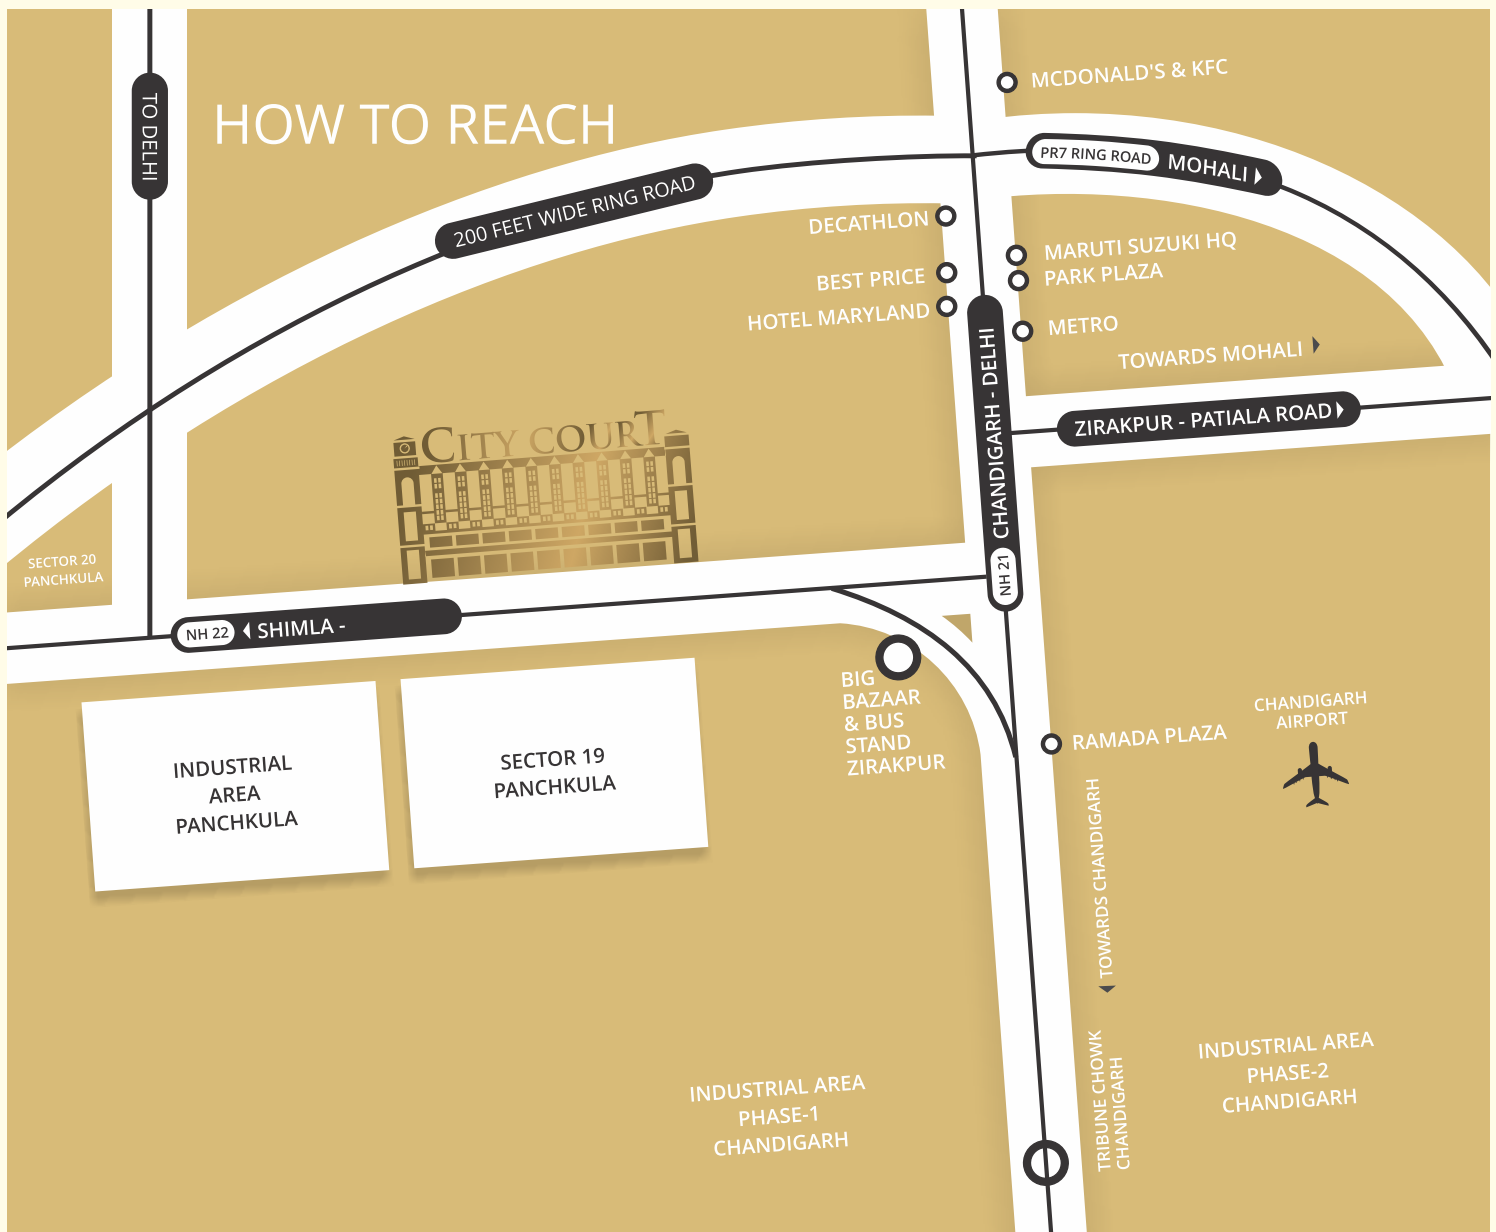 MCDONALD'S & KFC
TO DELHI
HOW TO REACH
PR7 RING ROAD MOHALI
200 FEET WIDE RING ROAD
DECATHLON
MARUTI SUZUKI HQ
PARK PLAZA
BEST PRICE
HOTEL MARYLAND
METRO
TOWARDS MOHALI
CHANDIGARH - DELHI
NH 21
ZIRAKPUR - PATIALA ROAD
CITY COURT
SECTOR 20
PANCHKULA
NH 22 SHIMLA -
BIG
BAZAAR
& BUS
STAND
ZIRAKPUR
CHANDIGARH
AIRPORT
RAMADA PLAZA
INDUSTRIAL
AREA
PANCHKULA
SECTOR 19
PANCHKULA
TOWARDS CHANDIGARH
TRIBUNE CHOWK
CHANDIGARH
INDUSTRIAL AREA
PHASE-2
CHANDIGARH
INDUSTRIAL AREA
PHASE-1
CHANDIGARH